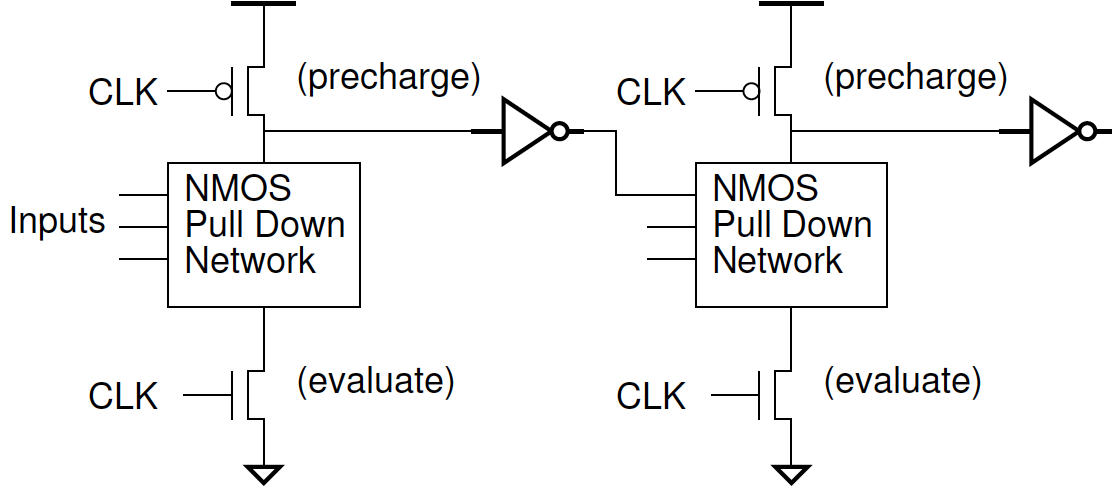 CLK
(precharge)
Inputs
NMOS
Pull Down
Network
CLK
(evaluate)
CLK
(precharge)
NMOS
Pull Down
Network
CLK
(evaluate)